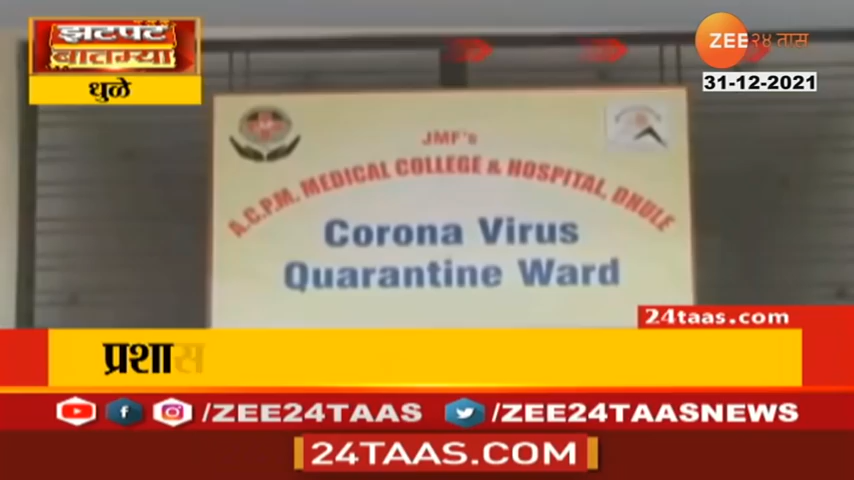 झटपट
बातम्या
धुळे
ZEE २४ तास
31-12-2021
JMF's
A.C.P.M. MEDICAL COLLEGE & HOSPITAL, DHULE
Corona Virus
Quarantine Ward
24taas.com
प्रशास
/ZEE24TAAS
/ZEE24TAASNEWS
24TAAS.COM